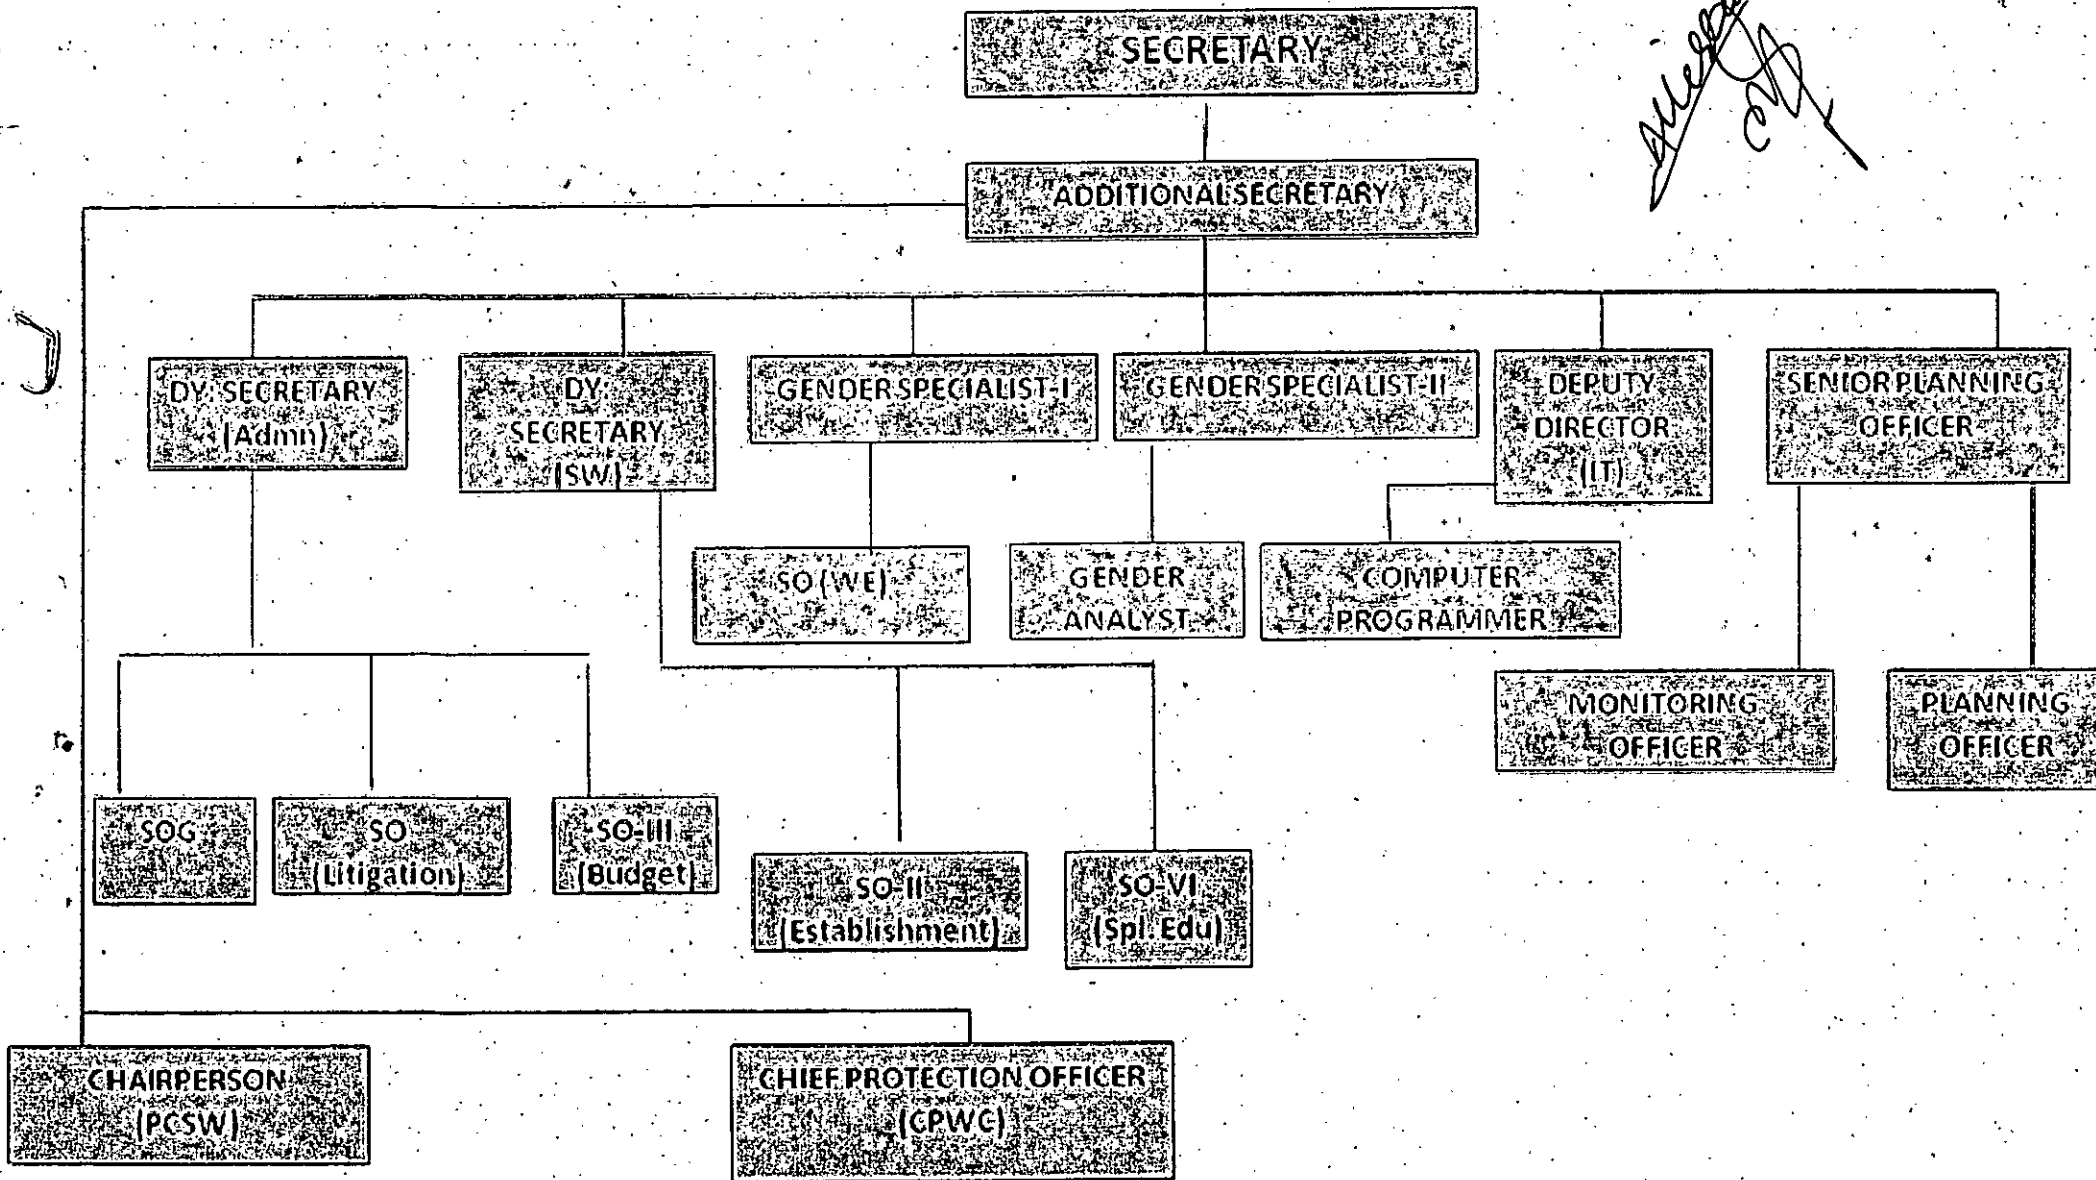 SECRETARY
ADDITIONAL SECRETARY
DY: SECRETARY
(Admn)
DY:
SECRETARY
(SW)
GENDER SPECIALIST-I
GENDER SPECIALIST-II
DEPUTY
DIRECTOR
(IT)
SENIOR PLANNING
OFFICER
SO (WE)
GENDER
ANALYST
COMPUTER
PROGRAMMER
MONITORING
OFFICER
PLANNING
OFFICER
SOG
SO
(Litigation)
SO-III
(Budget)
SO-II
(Establishment)
SO-VI
(Spl. Edu)
CHAIRPERSON
(PCSW)
CHIEF PROTECTION OFFICER
(CPWC)